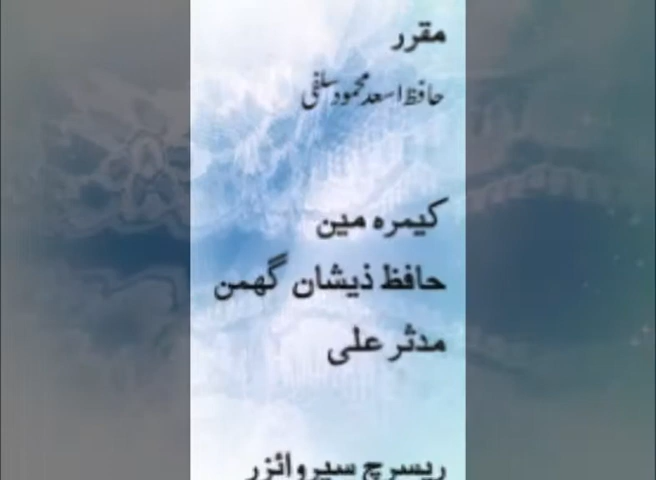 مقرر
حافظ اسعد محمود سلفی
کیمرہ مین
حافظ ذیشان گھمن
مدثر علی
ریسرچ سپروائزر